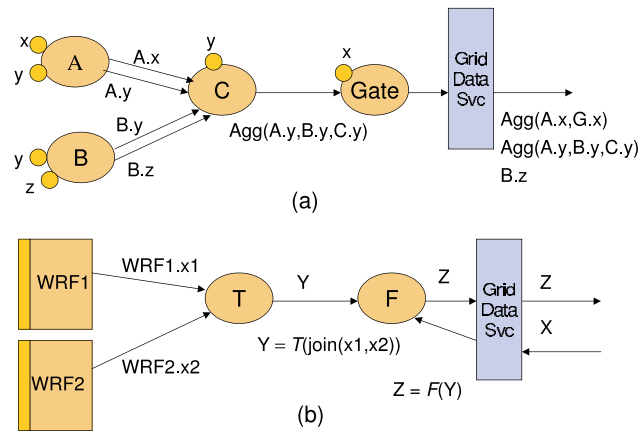 x
y
A
A.x
A.y
y
C
x
Gate
Grid
Data
Svc
B.y
B.z
y
z
B
Agg(A.y,B.y,C.y)
Agg(A.x,G.x)
Agg(A.y,B.y,C.y)
B.z
(a)
WRF1
WRF1.x1
T
Y
F
Z
Grid
Data
Svc
Z
X
WRF2
WRF2.x2
Y = T(join(x1,x2))
Z = F(Y)
(b)